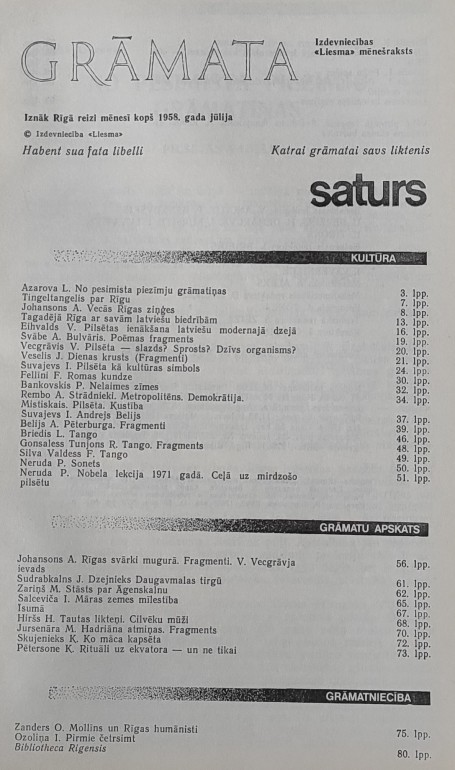 GRĀMATA
Izdevniecības
«Liesma» mēnešraksts
Iznāk Rīgā reizi mēnesī kopš 1958. gada jūlija
© Izdevniecība «Liesma»
Habent sua fata libelli Katrai grāmatai savs liktenis
saturs
KULTŪRA
Azarova L. No pesimista piezīmju grāmatiņas 3. lpp.
Tingeltangelis par Rīgu 7. lpp.
Johansons A. Vecās Rīgas ziņģes 8. lpp.
Tagadējā Rīga ar savām latviešu biedrībām 13. lpp.
Eihvalds V. Pilsētas ienākšana latviešu modernajā dzejā 16. lpp.
Švābe A. Bulvāris. Poēmas fragments 19. lpp.
Vecgrāvis V. Pilsēta — slazds? Sprosts? Dzīvs organisms? 20. lpp.
Veselis J. Dienas krusts (Fragmenti) 21. lpp.
Suvajevs I. Pilsēta kā kultūras simbols 24. lpp.
Fellīni F. Romas kundze 30. lpp.
Bankovskis P. Nelaimes zīmes 32. lpp.
Rembo A. Strādnieki. Metropolitēns. Demokrātija. 34. lpp.
Mistiskais. Pilsēta. Kustība
Suvajevs I. Andrejs Belijs 37. lpp.
Belijs A. Pēterburga. Fragmenti 39. lpp.
Briedis L. Tango 46. lpp.
Gonsaless Tunjons R. Tango. Fragments 48. lpp.
Silva Valdess F. Tango 49. lpp.
Neruda P. Sonets 50. lpp.
Neruda P. Nobela lekcija 1971 gadā. Ceļā uz mirdzošo 51. lpp.
pilsētu
GRĀMATU APSKATS
Johansons A. Rīgas svārki mugurā. Fragmenti. V. Vecgrāvja 56. lpp.
ievads
Sudrabkalns J. Dzejnieks Daugavmalas tirgū 61. lpp.
Zariņš M. Stāsts par Āgenskalnu 62. lpp.
Salceviča I. Māras zemes mīlestība 65. lpp.
Īsumā 67. lpp.
Hiršs H. Tautas likteņi. Cilvēku mūži 68. lpp.
Jursenāra M. Hadriāna atmiņas. Fragments 70. lpp.
Skujenieks K. Ko māca kapsēta 72. lpp.
Pētersone K. Rituāli uz ekvatora — un ne tikai 73. lpp.
GRĀMATNIECĪBA
Zanders O. Mollīns un Rīgas humānisti 75. lpp.
Ozoliņa I. Pirmie četrsimt
Bibliotheca Rigensis 80. lpp.